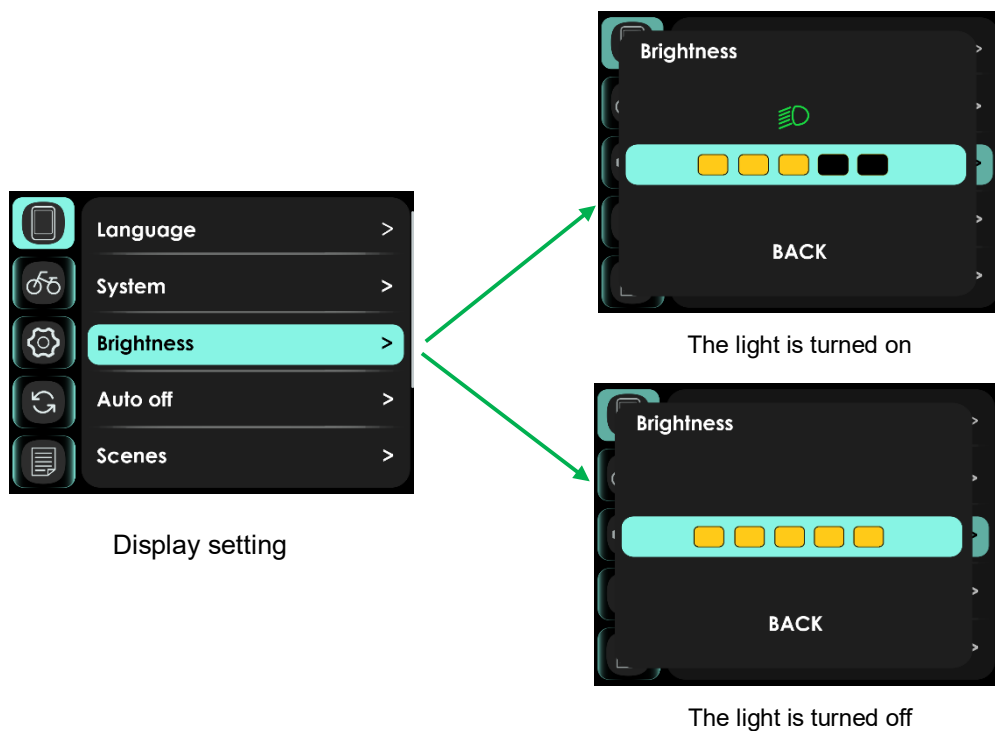 Language >
System >
Brightness >
Auto off >
Scenes >
Display setting
Brightness
BACK
The light is turned on
Brightness
BACK
The light is turned off